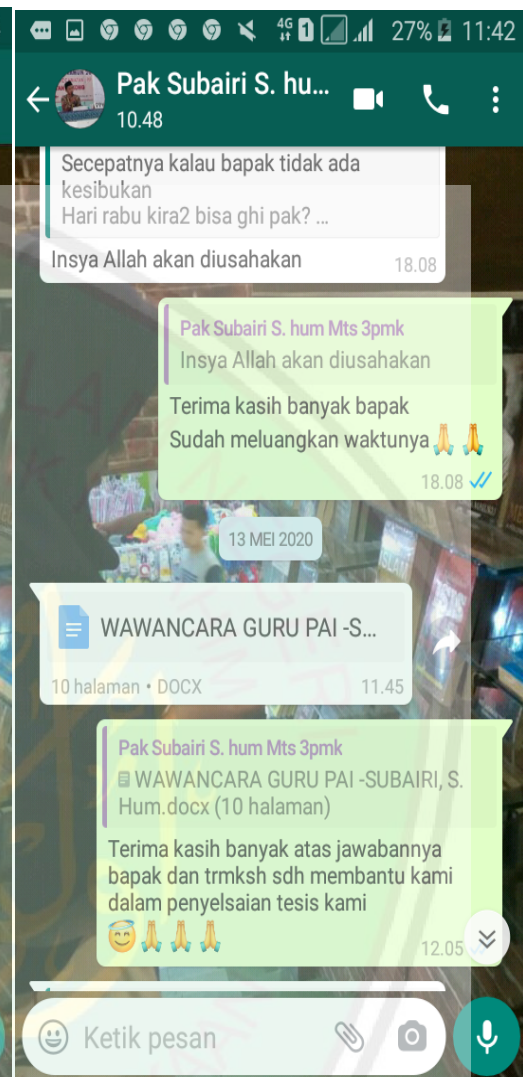 4G 1 27% 11:42
Pak Subairi S. hu...
10.48
Secepatnya kalau bapak tidak ada
kesibukan
Hari rabu kira2 bisa ghi pak? ...
Insya Allah akan diusahakan
18.08
Pak Subairi S. hum Mts 3pmk
Insya Allah akan diusahakan
Terima kasih banyak bapak
Sudah meluangkan waktunya🙏🙏
18.08
13 MEI 2020
WAWANCARA GURU PAI -S...
10 halaman • DOCX 11.45
Pak Subairi S. hum Mts 3pmk
WAWANCARA GURU PAI -SUBAIRI, S.
Hum.docx (10 halaman)
Terima kasih banyak atas jawabannya
bapak dan trmksh sdh membantu kami
dalam penyelsaian tesis kami
😇🙏🙏🙏
12.05
Ketik pesan